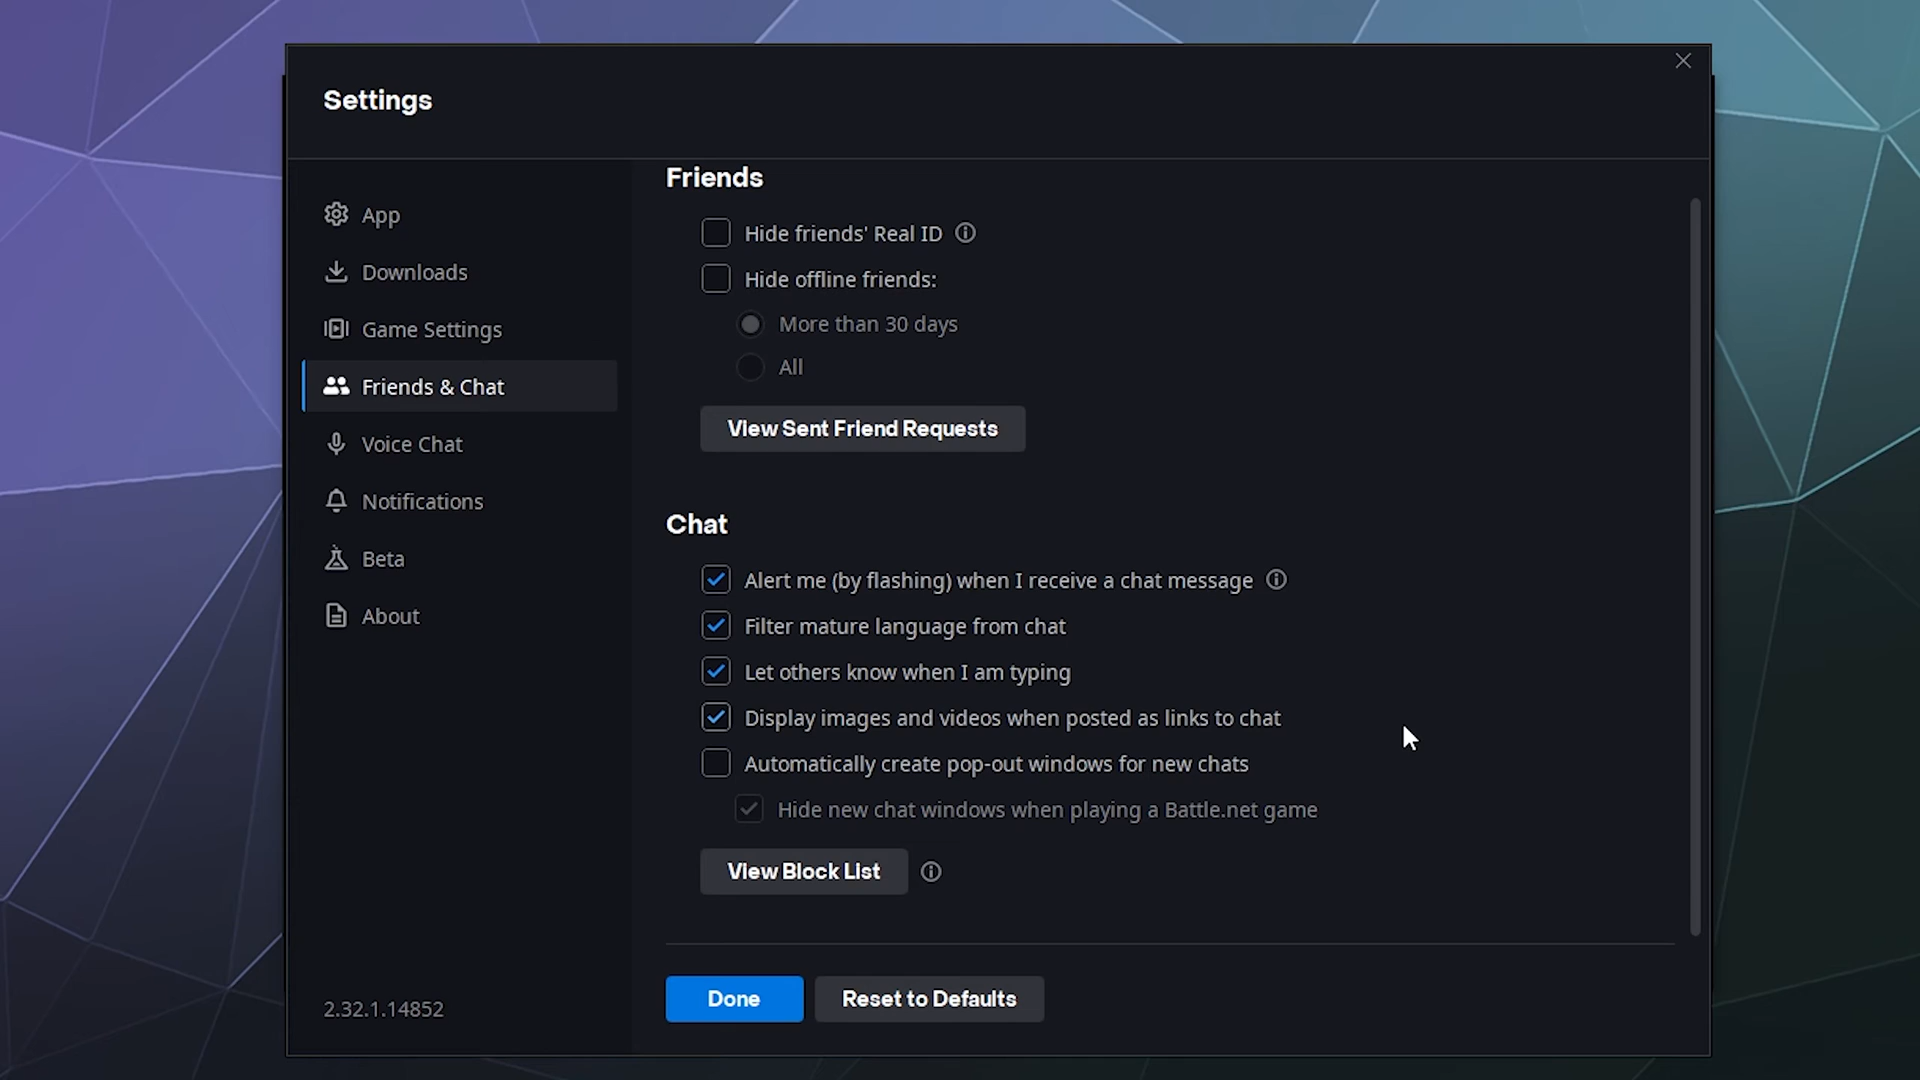 Settings
App
Downloads
Game Settings
Friends & Chat
Voice Chat
Notifications
Beta
About
2.32.1.14852
Friends
Hide friends' Real ID
Hide offline friends:
More than 30 days
All
View Sent Friend Requests
Chat
Alert me (by flashing) when I receive a chat message
Filter mature language from chat
Let others know when I am typing
Display images and videos when posted as links to chat
Automatically create pop-out windows for new chats
Hide new chat windows when playing a Battle.net game
View Block List
Done
Reset to Defaults